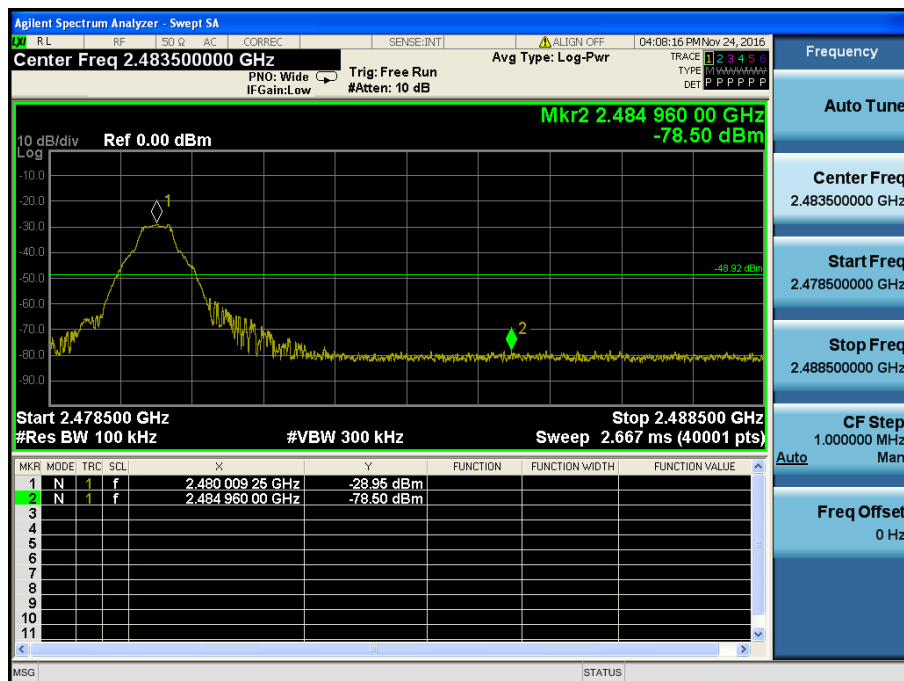 Agilent Spectrum Analyzer - Swept SA
LXI RL RF 50 Ω AC CORREC SENSE:INT ALIGN OFF 04:08:16 PM Nov 24, 2016
Center Freq 2.483500000 GHz
PNO: Wide
IFGain:Low
Trig: Free Run
#Atten: 10 dB
Avg Type: Log-Pwr
TRACE 1 2 3 4 5 6
TYPE M W W W W W
DET P P P P P P
Mkr2 2.484 960 00 GHz
-78.50 dBm
10 dB/div Ref 0.00 dBm
Log
-10.0
-20.0
-30.0
-40.0
-50.0
-60.0
-70.0
-80.0
-90.0
1
-48.92 dBm
2
Start 2.478500 GHz Stop 2.488500 GHz
#Res BW 100 kHz #VBW 300 kHz Sweep 2.667 ms (40001 pts)
MKR MODE TRC SCL X Y FUNCTION FUNCTION WIDTH FUNCTION VALUE
1 N 1 f 2.480 009 25 GHz -28.95 dBm
2 N 1 f 2.484 960 00 GHz -78.50 dBm
3
4
5
6
7
8
9
10
11
MSG STATUS
Frequency
Auto Tune
Center Freq
2.483500000 GHz
Start Freq
2.478500000 GHz
Stop Freq
2.488500000 GHz
CF Step
1.000000 MHz
Auto Man
Freq Offset
0 Hz